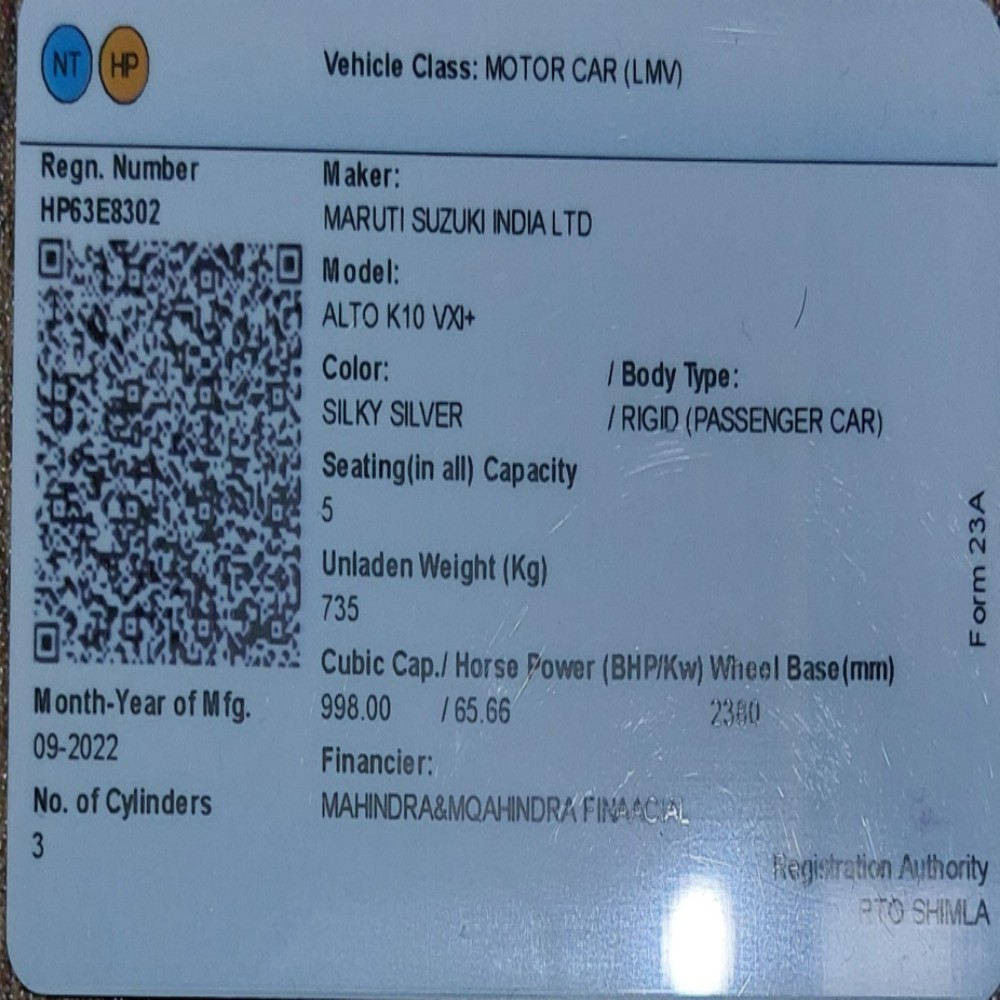 NT HP
Vehicle Class: MOTOR CAR (LMV)
Regn. Number
HP63E8302
Maker:
MARUTI SUZUKI INDIA LTD
Model:
ALTO K10 VXI+
Color: / Body Type:
SILKY SILVER / RIGID (PASSENGER CAR)
Seating(in all) Capacity
5
Unladen Weight (Kg)
735
Cubic Cap./ Horse Power (BHP/Kw) Wheel Base(mm)
998.00 / 65.66 2380
Month-Year of Mfg.
09-2022
Financier:
MAHINDRA&MQAHINDRA FINAACIAL
No. of Cylinders
3
Form 23A
Registration Authority
RTO SHIMLA